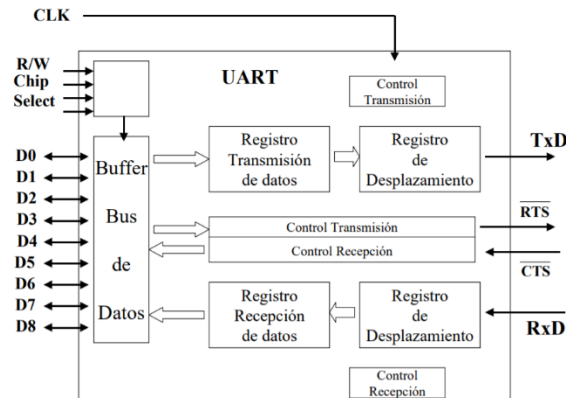 CLK
R/W
Chip
Select
UART
Control
Transmisión
D0
D1
D2
D3
D4
D5
D6
D7
D8
Buffer
Bus
de
Datos
Registro
Transmisión
de datos
Registro
de
Desplazamiento
TxD
Control Transmisión
Control Recepción
RTS
CTS
Registro
Recepción
de datos
Registro
de
Desplazamiento
RxD
Control
Recepción